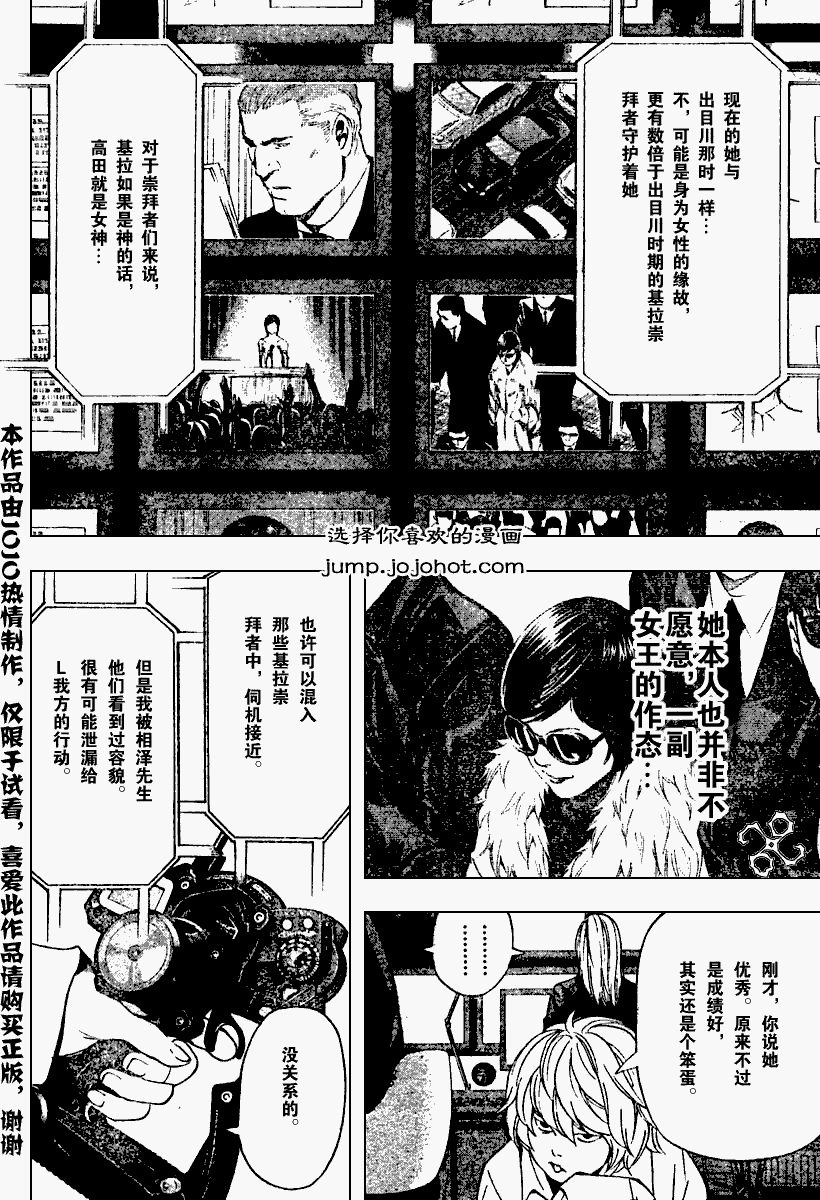 现在的她与
出目川那时一样…
不，可能是身为女性的缘故，
更有数倍于出目川时期的基拉崇
拜者守护着她
对于崇拜者们来说，
基拉如果是神的话，
高田就是女神…
选择你喜欢的漫画
jump.jojohot.com
她本人也并非不
愿意，一副
女王的作态…
也许可以混入
那些基拉崇
拜者中，伺机接近。
但是我被相泽先生
他们看到过容貌。
很有可能泄漏给
L我方的行动。
刚才，你说她
优秀。原来不过
是成绩好，
其实还是个笨蛋。
……
没关系的。
本作品由JOJO热情制作，仅限于试看，喜爱此作品请购买正版，谢谢